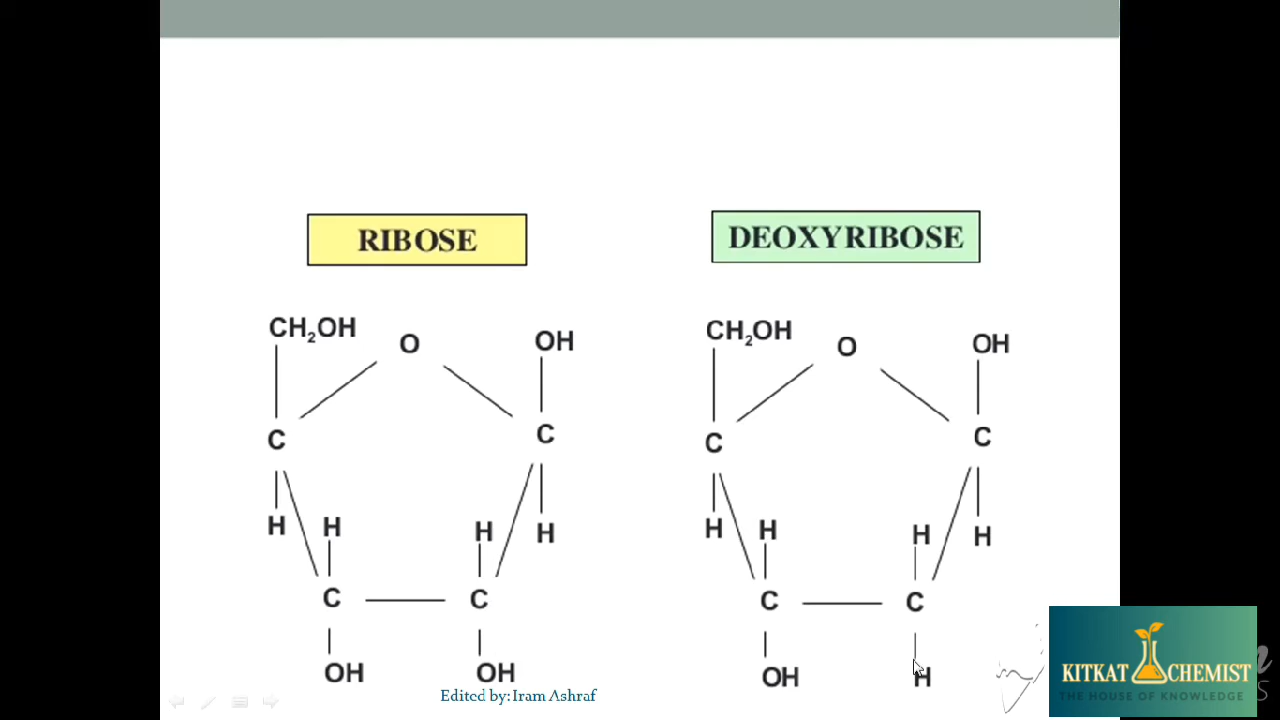 RIBOSE
DEOXYRIBOSE
CH₂OH
O
OH
C
C
H
H
H
H
C
C
OH
OH
CH₂OH
O
OH
C
C
H
H
H
H
C
C
OH
H
Edited by: Iram Ashraf
KITKAT CHEMIST
THE HOUSE OF KNOWLEDGE